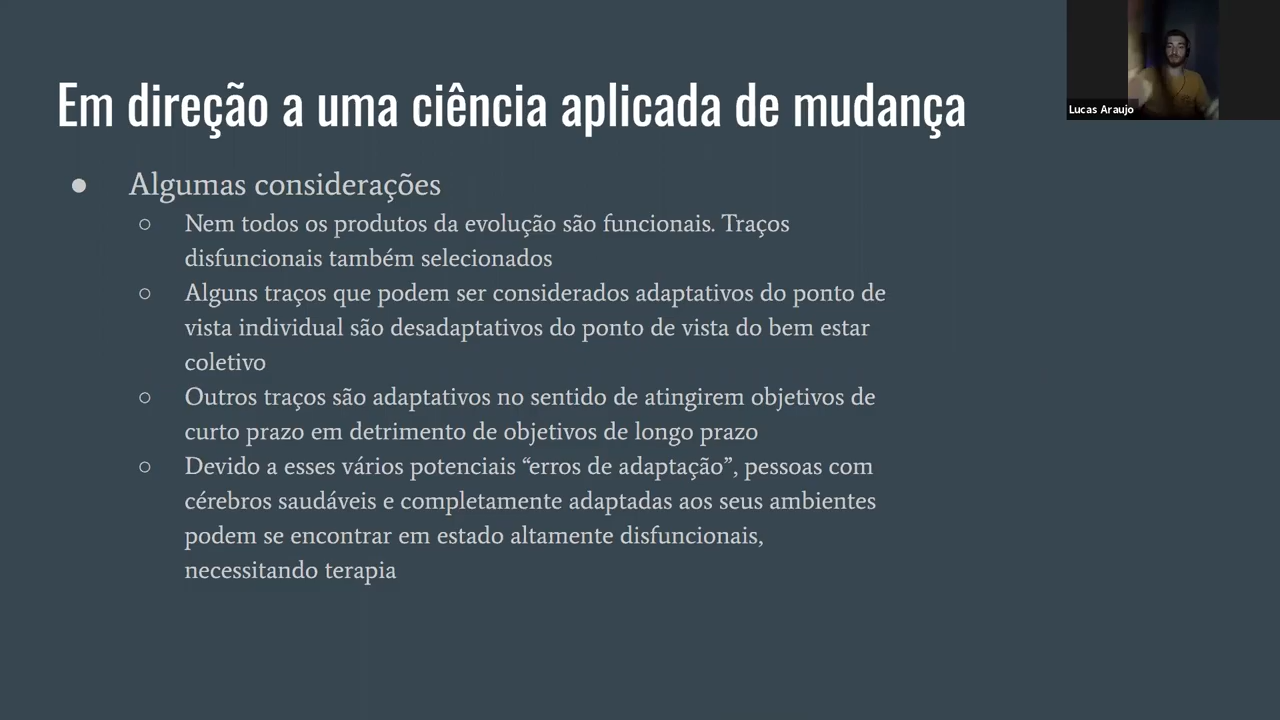 Em direção a uma ciência aplicada de mudança
Lucas Araujo
● Algumas considerações
○ Nem todos os produtos da evolução são funcionais. Traços
disfuncionais também selecionados
○ Alguns traços que podem ser considerados adaptativos do ponto de
vista individual são desadaptativos do ponto de vista do bem estar
coletivo
○ Outros traços são adaptativos no sentido de atingirem objetivos de
curto prazo em detrimento de objetivos de longo prazo
○ Devido a esses vários potenciais “erros de adaptação”, pessoas com
cérebros saudáveis e completamente adaptadas aos seus ambientes
podem se encontrar em estado altamente disfuncionais,
necessitando terapia